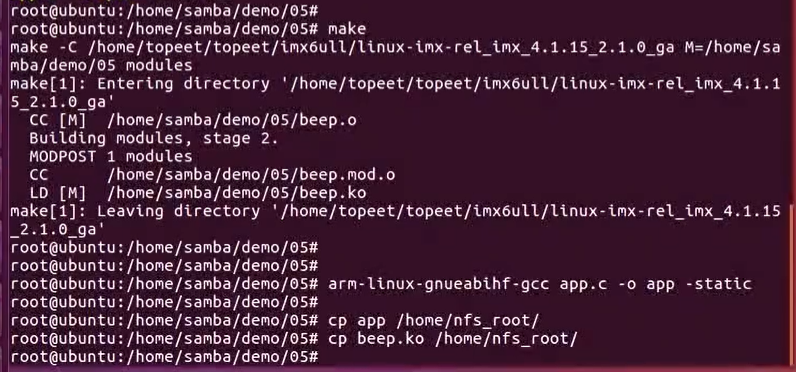 root@ubuntu:/home/samba/demo/05#
root@ubuntu:/home/samba/demo/05# make
make -C /home/topeet/topeet/imx6ull/linux-imx-rel_imx_4.1.15_2.1.0_ga M=/home/sa
mba/demo/05 modules
make[1]: Entering directory '/home/topeet/topeet/imx6ull/linux-imx-rel_imx_4.1.1
5_2.1.0_ga'
  CC [M]  /home/samba/demo/05/beep.o
  Building modules, stage 2.
  MODPOST 1 modules
  CC      /home/samba/demo/05/beep.mod.o
  LD [M]  /home/samba/demo/05/beep.ko
make[1]: Leaving directory '/home/topeet/topeet/imx6ull/linux-imx-rel_imx_4.1.15
_2.1.0_ga'
root@ubuntu:/home/samba/demo/05#
root@ubuntu:/home/samba/demo/05#
root@ubuntu:/home/samba/demo/05# arm-linux-gnueabihf-gcc app.c -o app -static
root@ubuntu:/home/samba/demo/05#
root@ubuntu:/home/samba/demo/05# cp app /home/nfs_root/
root@ubuntu:/home/samba/demo/05# cp beep.ko /home/nfs_root/
root@ubuntu:/home/samba/demo/05#